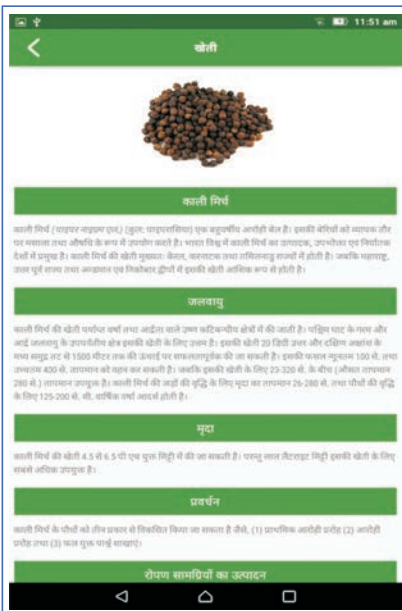 11:51 am
खेती
काली मिर्च
काली मिर्च (पाइपर नाइग्रम एल.) (कुल: पाइपरासिया) एक बहुवर्षीय आरोही बेल है। इसकी बेरियों को व्यापक तौर
पर मसाला तथा औषधि के रूप में उपयोग करते है। भारत विश्व में काली मिर्च का उत्पादक, उपभोक्ता एवं निर्यातक
देशों में प्रमुख है। काली मिर्च की खेती मुख्यतः केरल, करनाटक तथा तमिलनाडु राज्यों में होती है। जबकि महाराष्ट्र,
उत्तर पूर्व राज्य तथा अन्डमान एवं निकोबार द्वीपों में इसकी खेती आंशिक रूप से होती है।
जलवायु
काली मिर्च की खेती पर्याप्त वर्षा तथा आर्द्रता वाले उष्ण कटिबन्धीय क्षेत्रों में की जाती है। पश्चिम घाट के गरम और
आर्द्र जलवायु के उपपर्वतीय क्षेत्र इसकी खेती के लिए उत्तम है। इसकी खेती 20 डिग्री उत्तर और दक्षिण अक्षांश के
मध्य समुद्र तट से 1500 मीटर तक की ऊंचाई पर सफलतापूर्वक की जा सकती है। इसकी फसल न्यूनतम 100 से. तथा
उच्चतम 400 से. तापमान को वहन कर सकती है। जबकि इसकी खेती के लिए 23-320 से. के बीच (औसत तापमान
280 से.) तापमान उपयुक्त है। काली मिर्च की जड़ों की वृद्धि के लिए मृदा का तापमान 26-280 से. तथा पौधों की वृद्धि
के लिए 125-200 से. मी. वार्षिक वर्षा आदर्श होती है।
मृदा
काली मिर्च की खेती 4.5 से 6.5 पी एच युक्त मिट्टी में की जा सकती है। परन्तु लाल लैटराइट मिट्टी इसकी खेती के लिए
सबसे अधिक उपयुक्त है।
प्रवर्धन
काली मिर्च के पौधों को तीन प्रकार से विकसित किया जा सकता है जैसे, (1) प्राथमिक आरोही प्ररोह (2) आरोही
प्ररोह तथा (3) फल युक्त पार्श्व शाखाएं।
रोपण सामग्रियों का उत्पादन